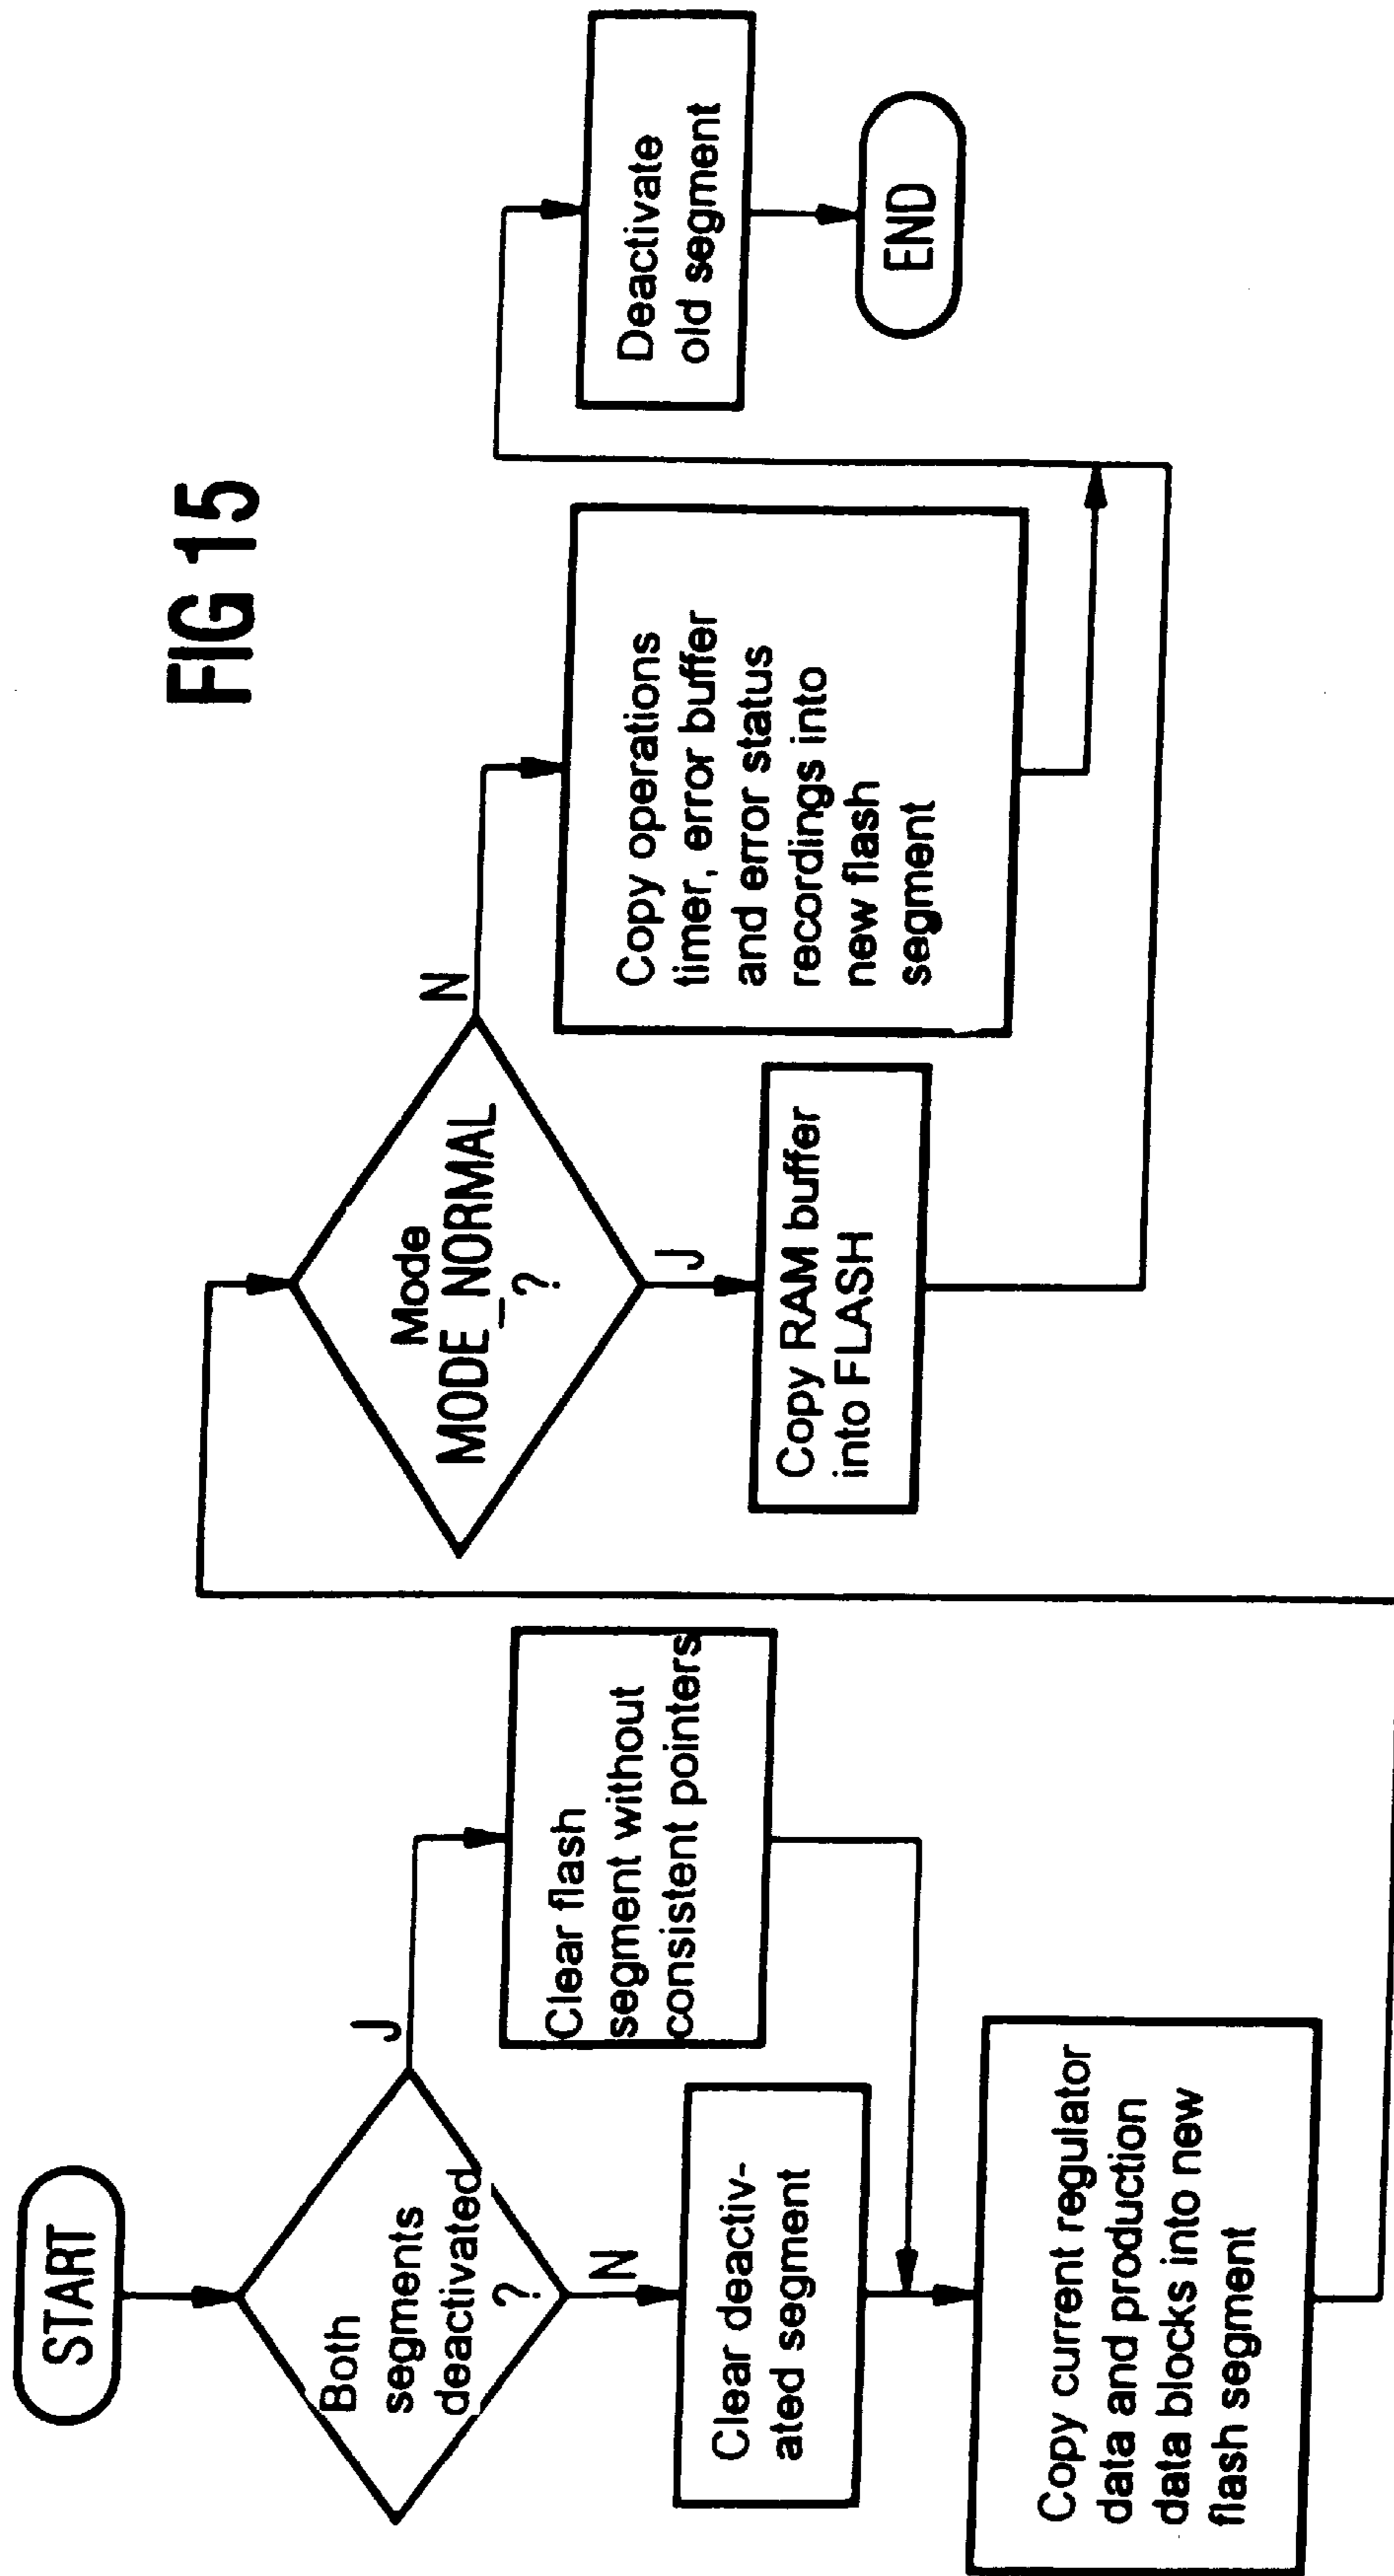 FIG 15
START
Both
segments
deactivated
?
J
N
Clear flash
segment without
consistent pointers
Clear deactiv-
ated segment
Copy current regulator
data and production
data blocks into new
flash segment
Mode
MODE_NORMAL
?
N
J
Copy RAM buffer
into FLASH
Copy operations
timer, error buffer
and error status
recordings into
new flash
segment
Deactivate
old segment
END